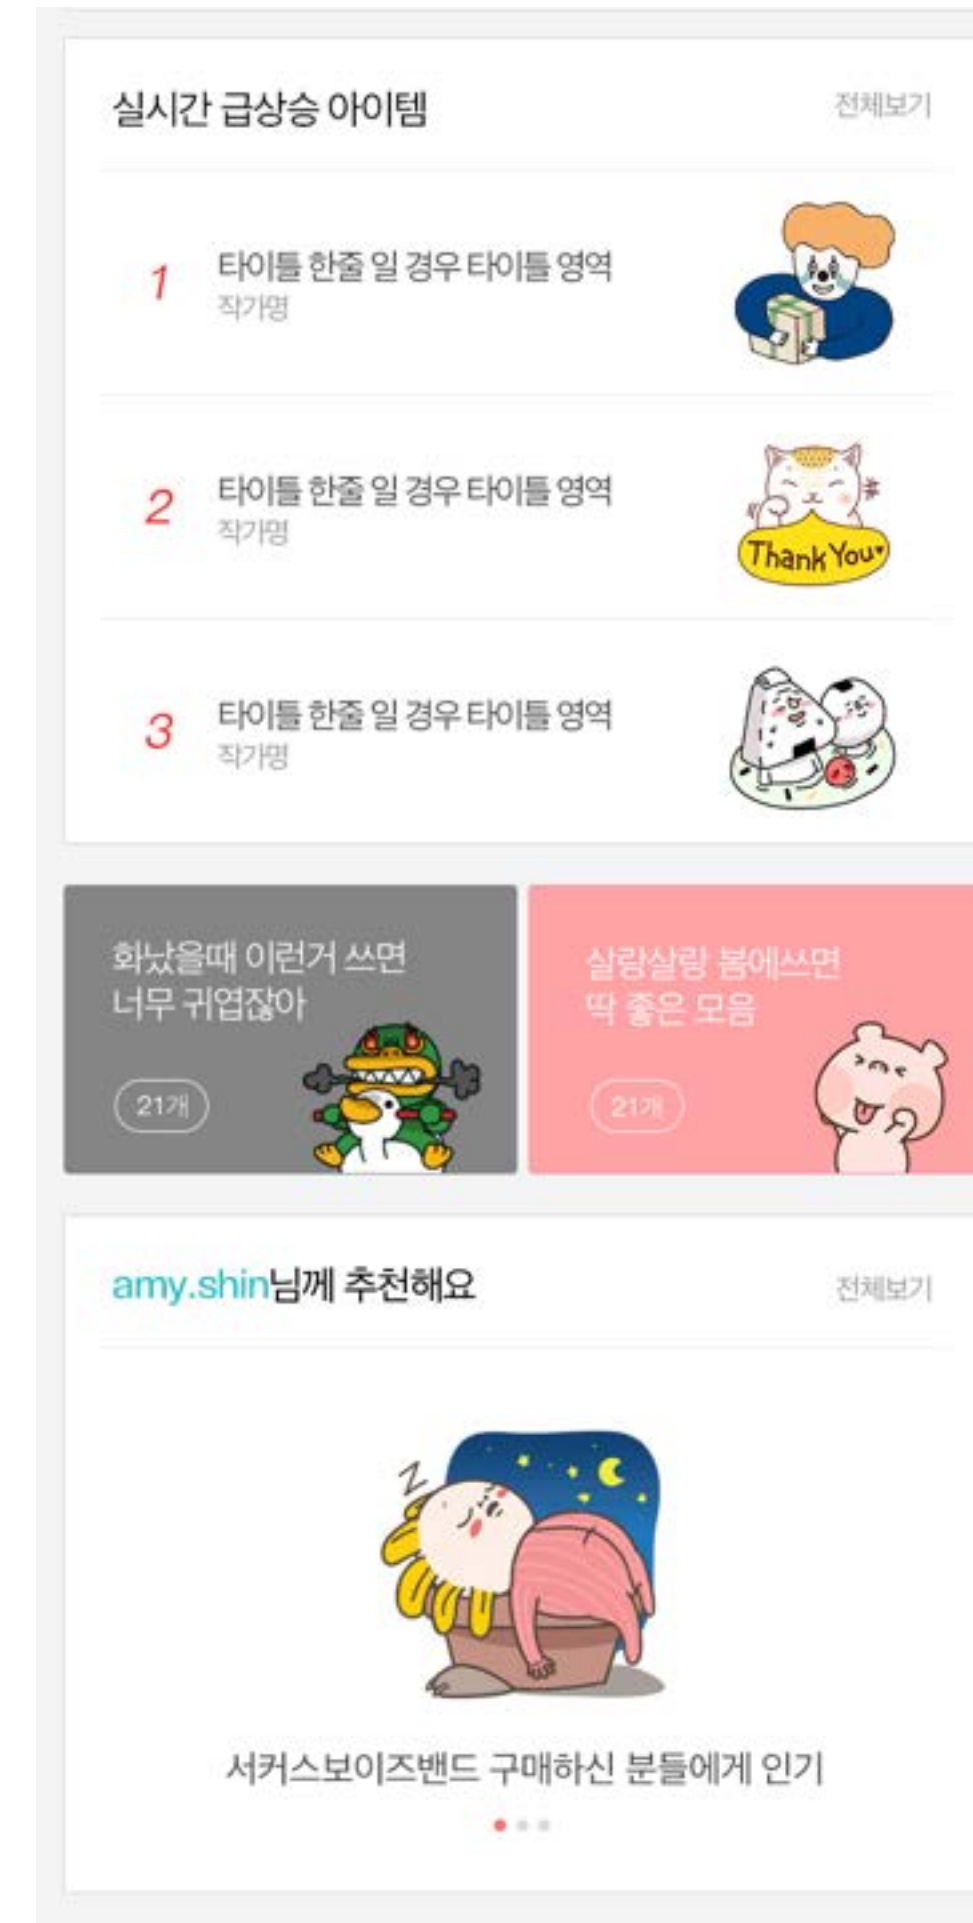 실시간 급상승 아이템
전체보기
1
타이틀 한줄 일 경우 타이틀 영역
작가명
2
타이틀 한줄 일 경우 타이틀 영역
작가명
Thank You
3
타이틀 한줄 일 경우 타이틀 영역
작가명
화났을때 이런거 쓰면
너무 귀엽잖아
21개
살랑살랑 봄에쓰면
딱 좋은 모음
21개
amy.shin님께 추천해요
전체보기
Z
서커스보이즈밴드 구매하신 분들에게 인기